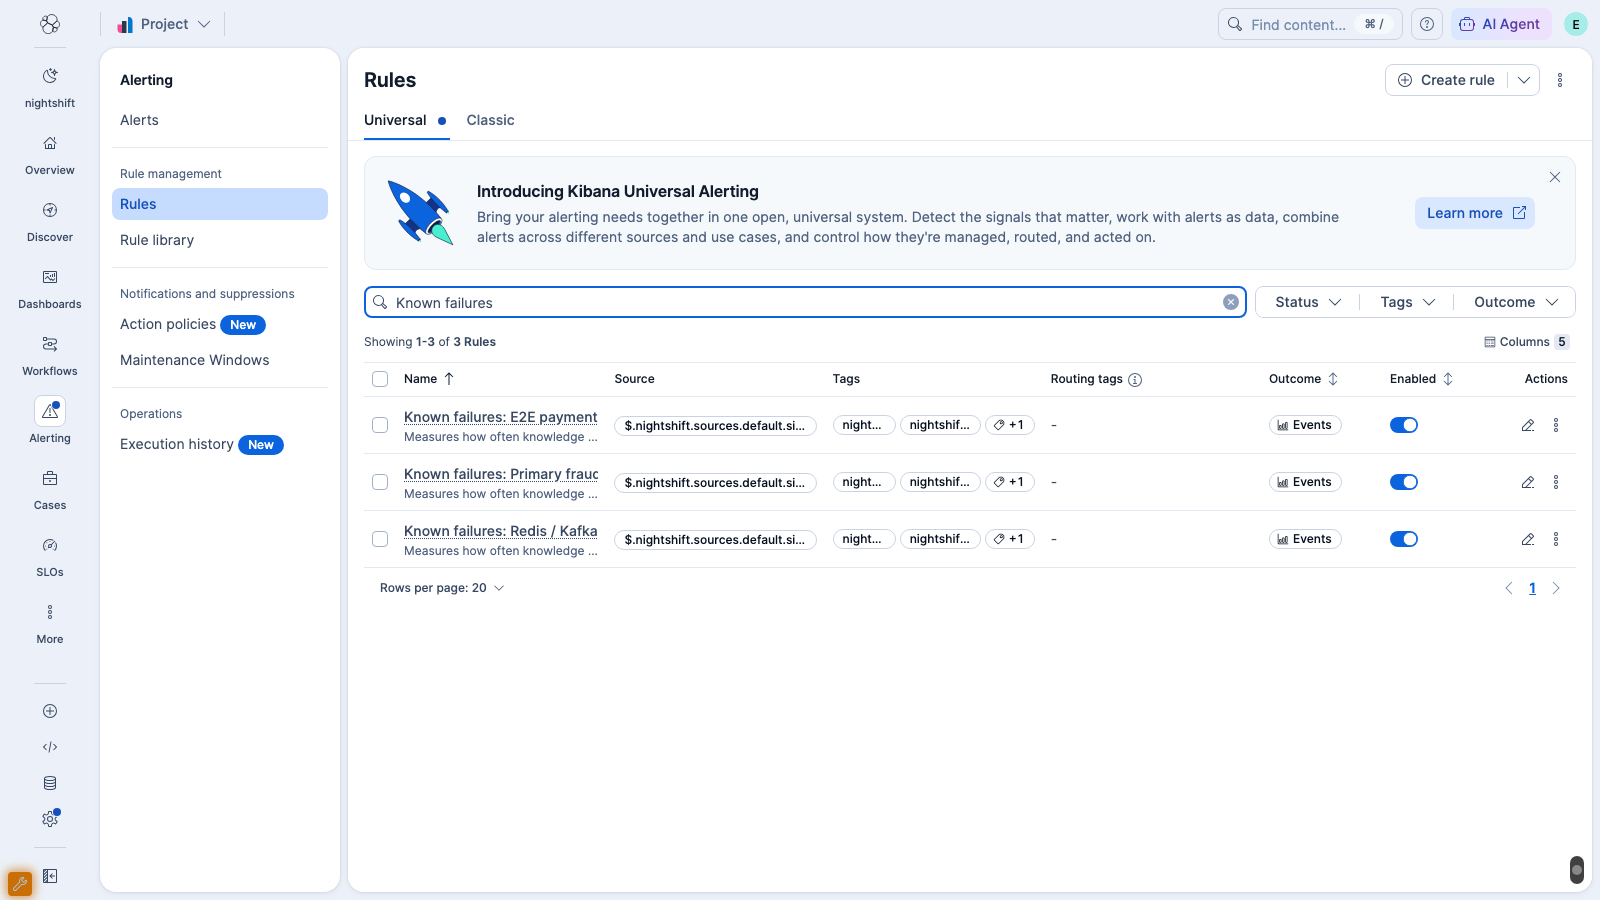 Project
Find content...
⌘ /
AI Agent
E
nightshift
Overview
Discover
Dashboards
Workflows
Alerting
Cases
SLOs
More
Alerting
Alerts
Rule management
Rules
Rule library
Notifications and suppressions
Action policies New
Maintenance Windows
Operations
Execution history New
Rules
Create rule
Universal
Classic
Introducing Kibana Universal Alerting
Bring your alerting needs together in one open, universal system. Detect the signals that matter, work with alerts as data, combine
alerts across different sources and use cases, and control how they're managed, routed, and acted on.
Learn more
Known failures
Status
Tags
Outcome
Showing 1-3 of 3 Rules
Columns 5
Name Source Tags Routing tags Outcome Enabled Actions
Known failures: E2E payment
Measures how often knowledge ...
$.nightshift.sources.default.si... night... nightshif... +1 - Events
Known failures: Primary fraud
Measures how often knowledge ...
$.nightshift.sources.default.si... night... nightshif... +1 - Events
Known failures: Redis / Kafka
Measures how often knowledge ...
$.nightshift.sources.default.si... night... nightshif... +1 - Events
Rows per page: 20
1